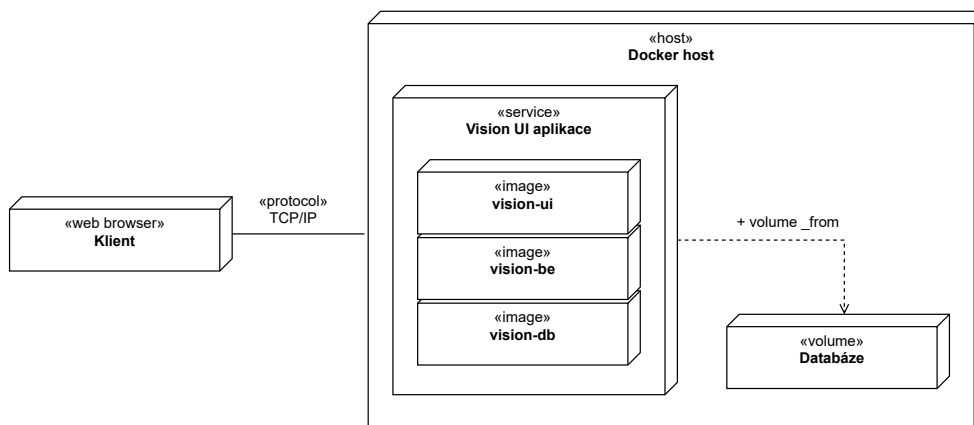 «host»
Docker host
«service»
Vision UI aplikace
«image»
vision-ui
«protocol»
TCP/IP
«web browser»
Klient
+ volume _from
«image»
vision-be
«image»
vision-db
«volume»
Databáze